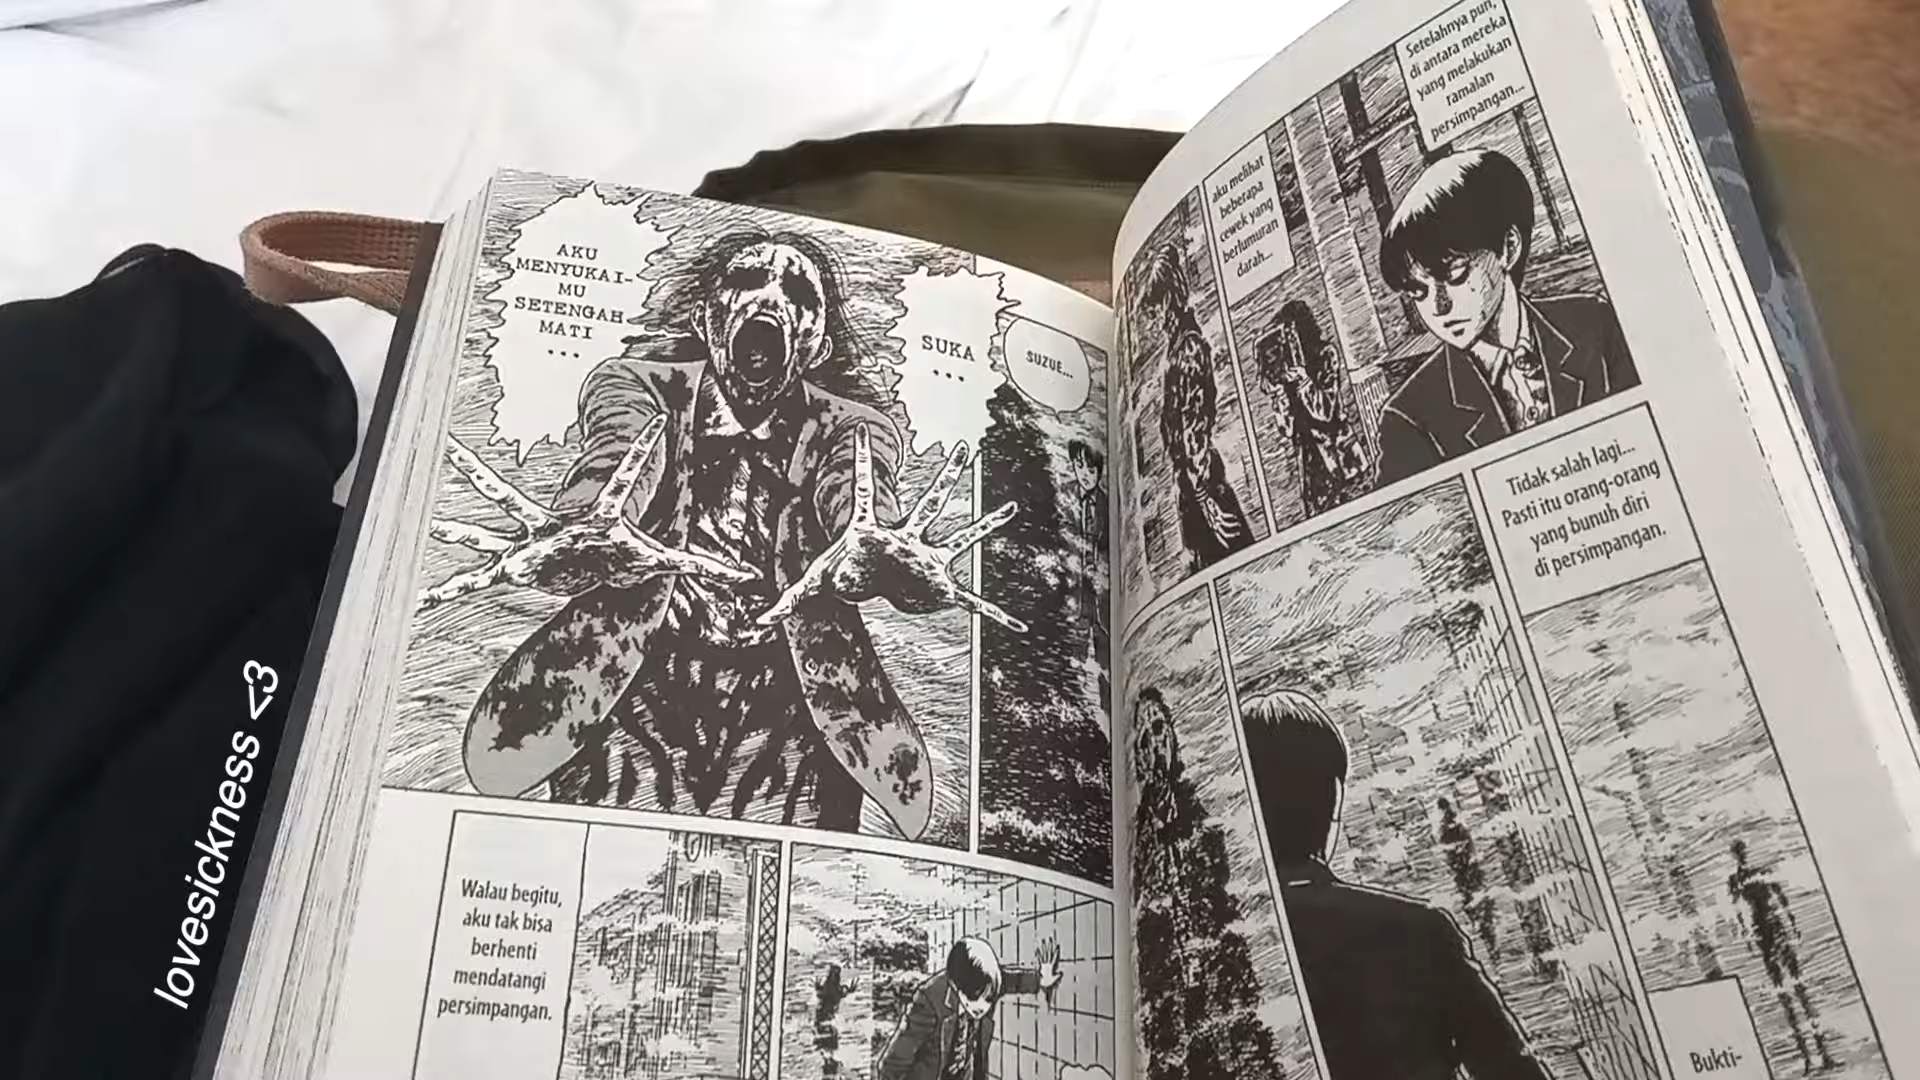 AKU
MENYUKAI-
MU
SETENGAH
MATI
...
SUKA
...
SUZUE...
Walau begitu,
aku tak bisa
berhenti
mendatangi
persimpangan.
Setelahnya pun,
di antara mereka
yang melakukan
ramalan
persimpangan...
aku melihat
beberapa
cewek yang
berlumuran
darah...
Tidak salah lagi...
Pasti itu orang-orang
yang bunuh diri
di persimpangan.
Bukti-
lovesickness <3